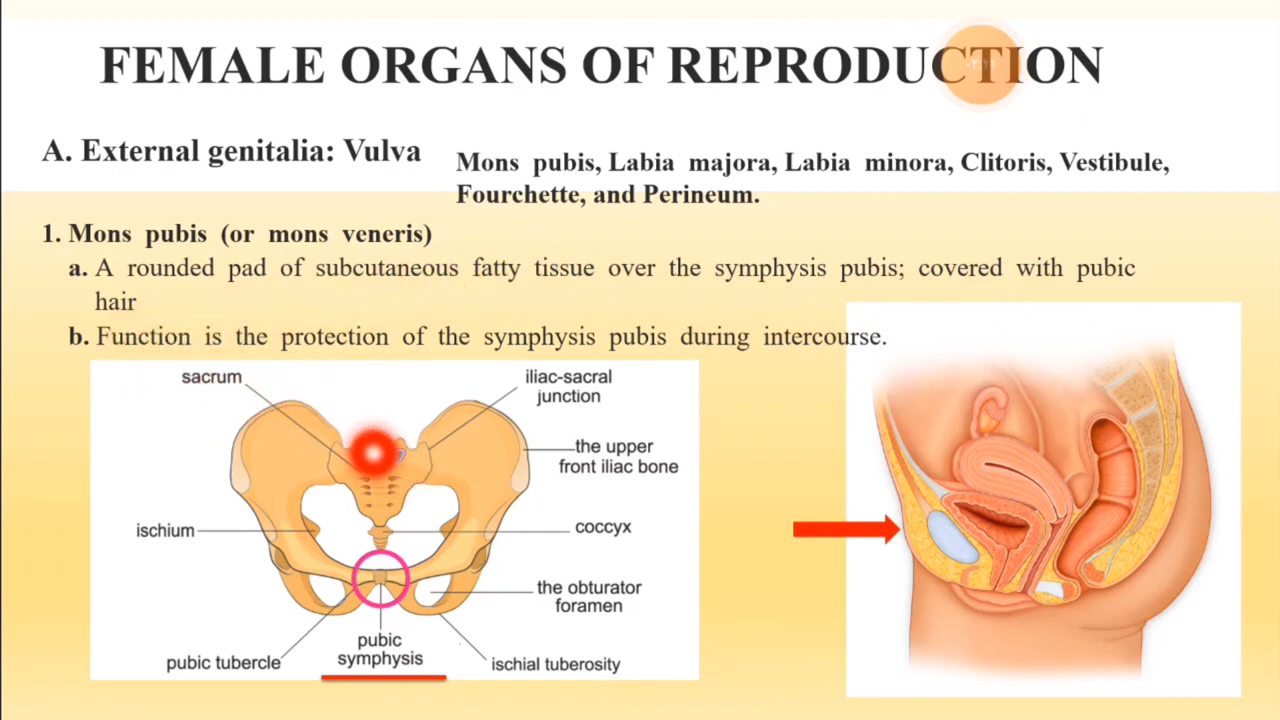 FEMALE ORGANS OF REPRODUCTION
A. External genitalia: Vulva
Mons pubis, Labia majora, Labia minora, Clitoris, Vestibule,
Fourchette, and Perineum.
1. Mons pubis (or mons veneris)
a. A rounded pad of subcutaneous fatty tissue over the symphysis pubis; covered with pubic
hair
b. Function is the protection of the symphysis pubis during intercourse.
sacrum
iliac-sacral
junction
the upper
front iliac bone
ischium
coccyx
the obturator
foramen
pubic
symphysis
pubic tubercle
ischial tuberosity